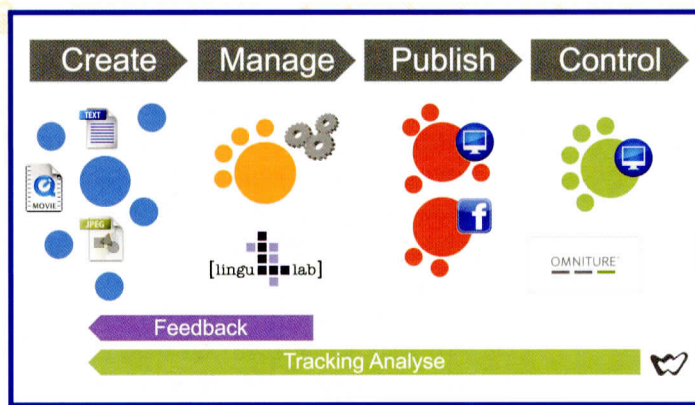 Create
Manage
Publish
Control
TEXT
MOVIE
JPEG
f
[lingu lab]
OMNITURE
Feedback
Tracking Analyse